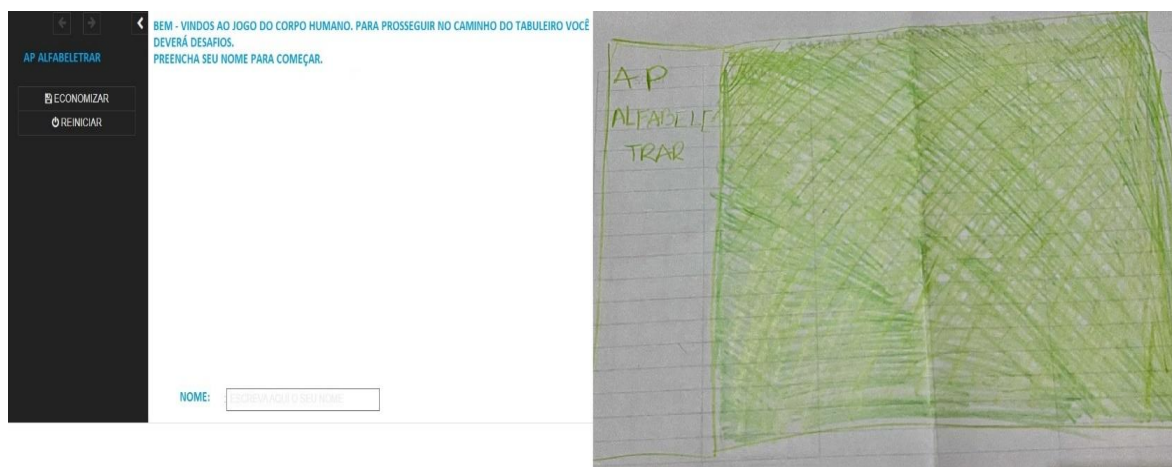 BEM - VINDOS AO JOGO DO CORPO HUMANO. PARA PROSSEGUIR NO CAMINHO DO TABULEIRO VOCÊ
DEVERÁ DESAFIOS.
PREENCHA SEU NOME PARA COMEÇAR.
AP ALFABELETRAR
ECONOMIZAR
REINICIAR
NOME:
ESCREVA AQUI O SEU NOME
AP
ALFABELE
TRAR